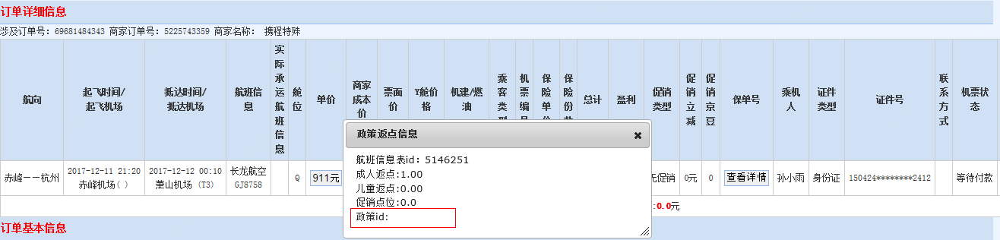 订单详细信息
涉及订单号: 69681484343 商家订单号: 5225743359 商家名称: 携程特殊
航向 起飞时间/起飞机场 抵达时间/抵达机场 航班信息 实际承运航班信息 舱位 单价 商家成本价 票面价 Y舱价格 机建/燃油 乘客类型 机票编号 保险单价 保险份数 总计 盈利 促销类型 促销立减 促销京豆 保单号 乘机人 证件类型 证件号 联系方式 机票状态
政策返点信息
航班信息表id: 5146251
成人返点:1.00
儿童返点:0.00
促销点位:0.0
政策id:
赤峰--杭州 2017-12-11 21:20 赤峰机场( ) 2017-12-12 00:10 萧山机场 (T3) 长龙航空 GJ8758 Q 911元 无促销 0元 0 查看详情 孙小雨 身份证 150424********2412 等待付款
:0.0元
订单基本信息